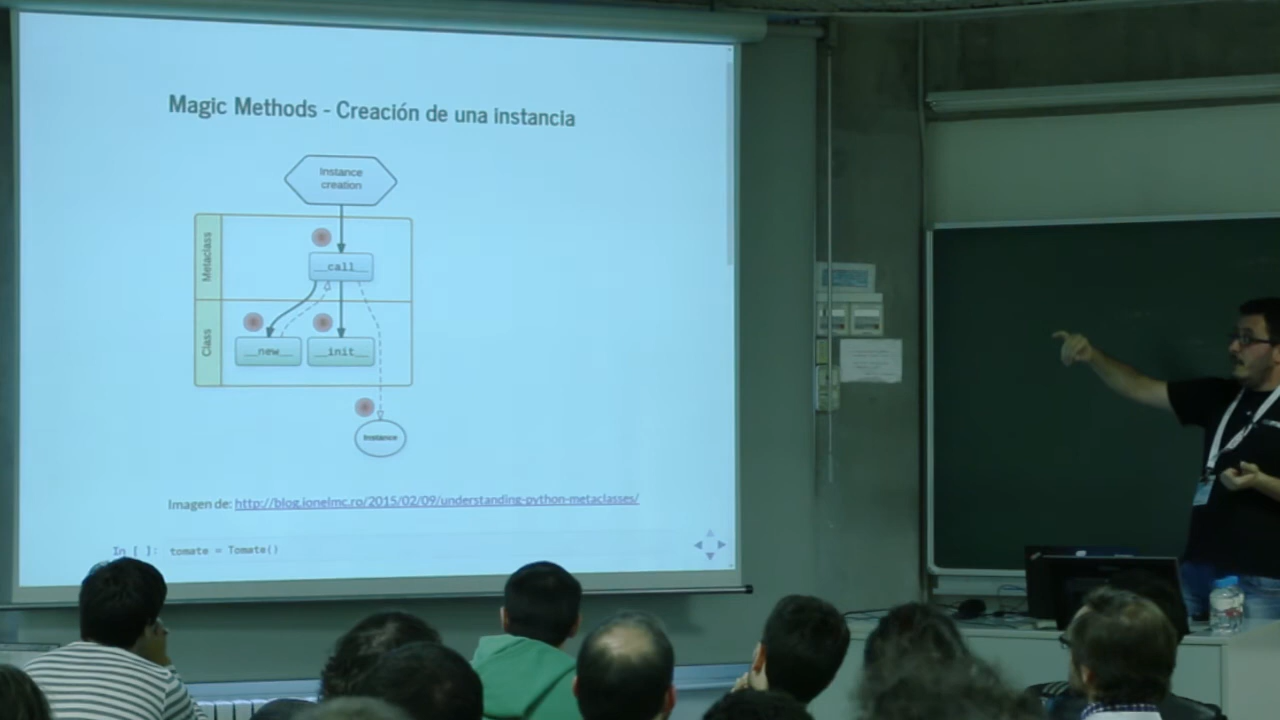 Magic Methods - Creación de una instancia
Instance
creation
Metaclass
__call__
Class
__new__
__init__
Instance
Imagen de: http://blog.ionelmc.ro/2015/02/09/understanding-python-metaclasses/
In [ ]: tomate = Tomate()